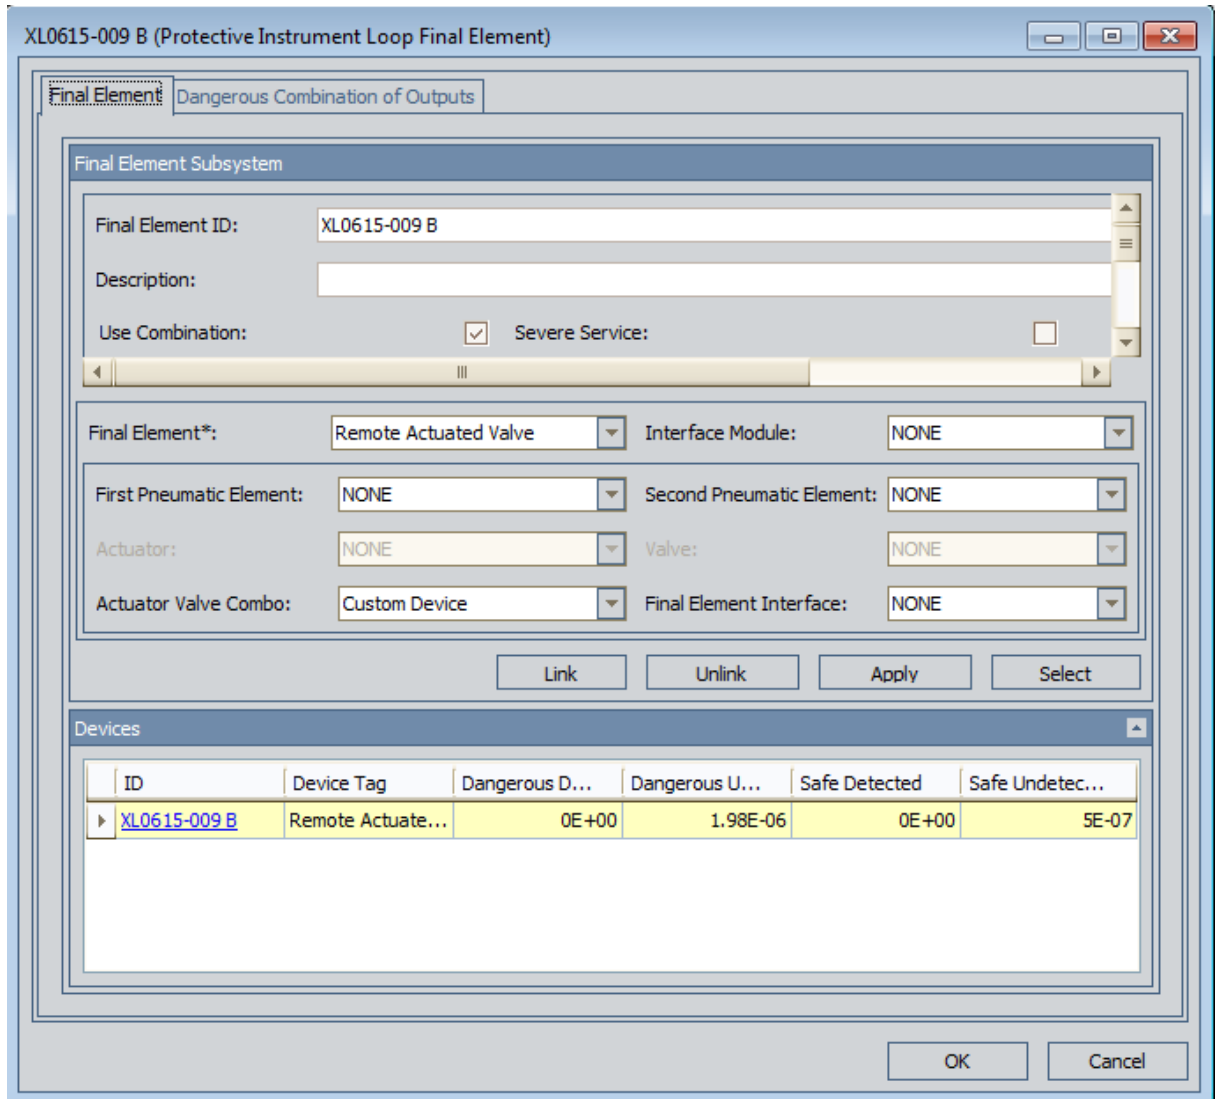 XL0615-009 B (Protective Instrument Loop Final Element)
Final Element Dangerous Combination of Outputs
Final Element Subsystem
Final Element ID: XL0615-009 B
Description:
Use Combination: Severe Service:
Final Element*: Remote Actuated Valve Interface Module: NONE
First Pneumatic Element: NONE Second Pneumatic Element: NONE
Actuator: NONE Valve: NONE
Actuator Valve Combo: Custom Device Final Element Interface: NONE
Link Unlink Apply Select
Devices
ID Device Tag Dangerous D... Dangerous U... Safe Detected Safe Undetec...
XL0615-009 B Remote Actuate... 0E+00 1.98E-06 0E+00 5E-07
OK Cancel